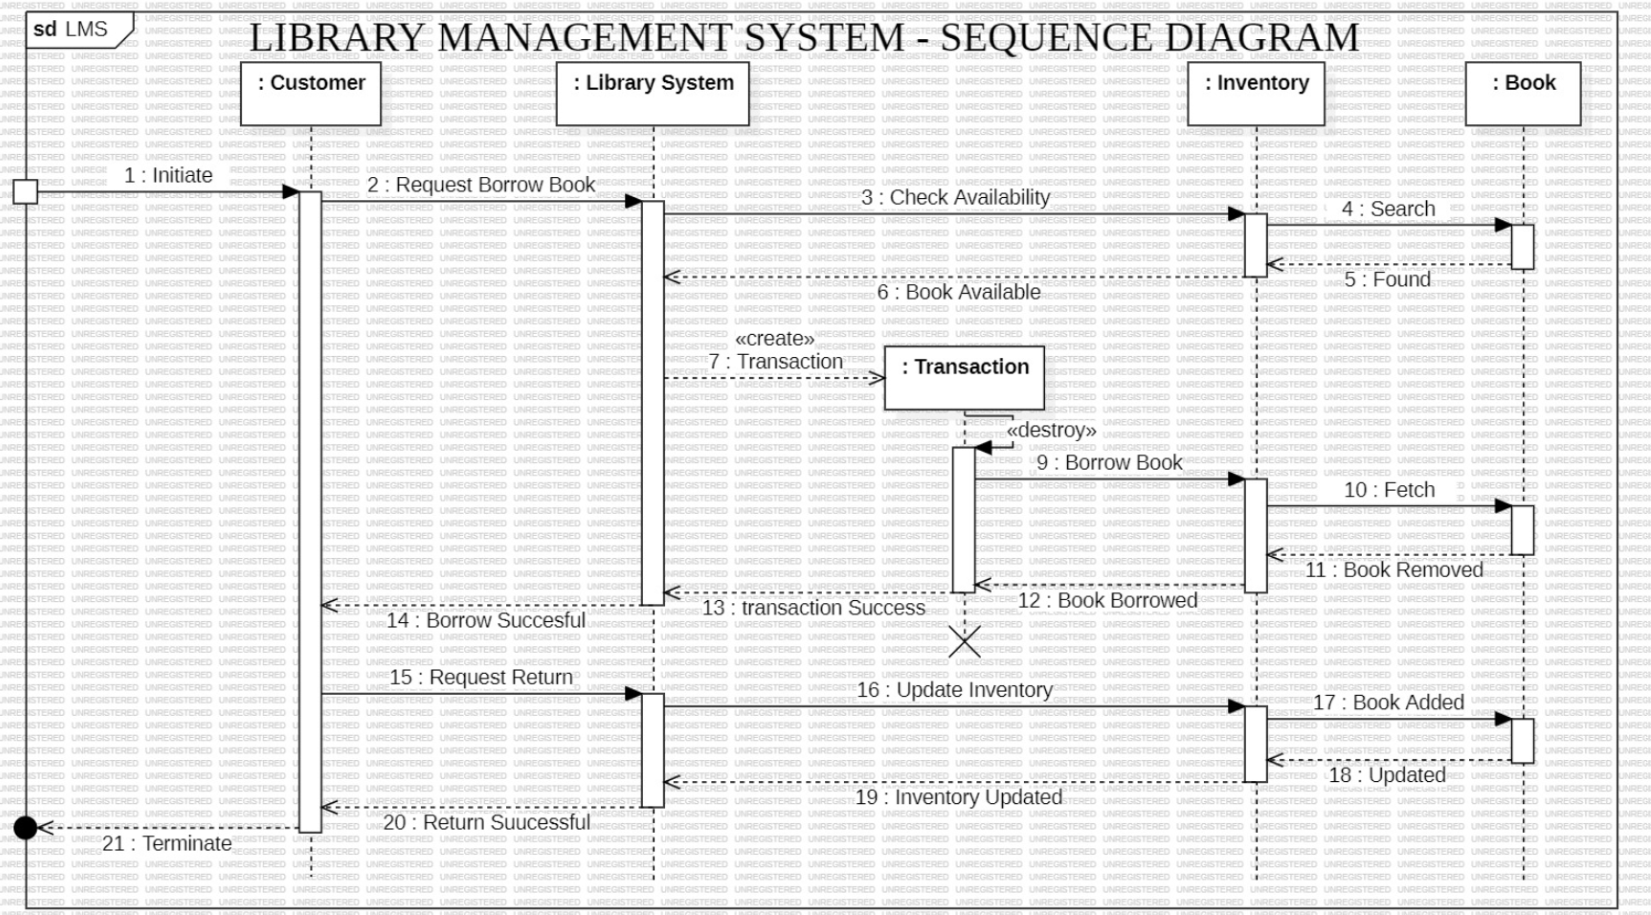 sd LMS
LIBRARY MANAGEMENT SYSTEM - SEQUENCE DIAGRAM
: Customer
: Library System
: Inventory
: Book
1 : Initiate
2 : Request Borrow Book
3 : Check Availability
4 : Search
5 : Found
6 : Book Available
«create»
7 : Transaction
: Transaction
«destroy»
9 : Borrow Book
10 : Fetch
11 : Book Removed
12 : Book Borrowed
13 : transaction Success
14 : Borrow Succesful
15 : Request Return
16 : Update Inventory
17 : Book Added
18 : Updated
19 : Inventory Updated
20 : Return Suucessful
21 : Terminate
UNREGISTERED